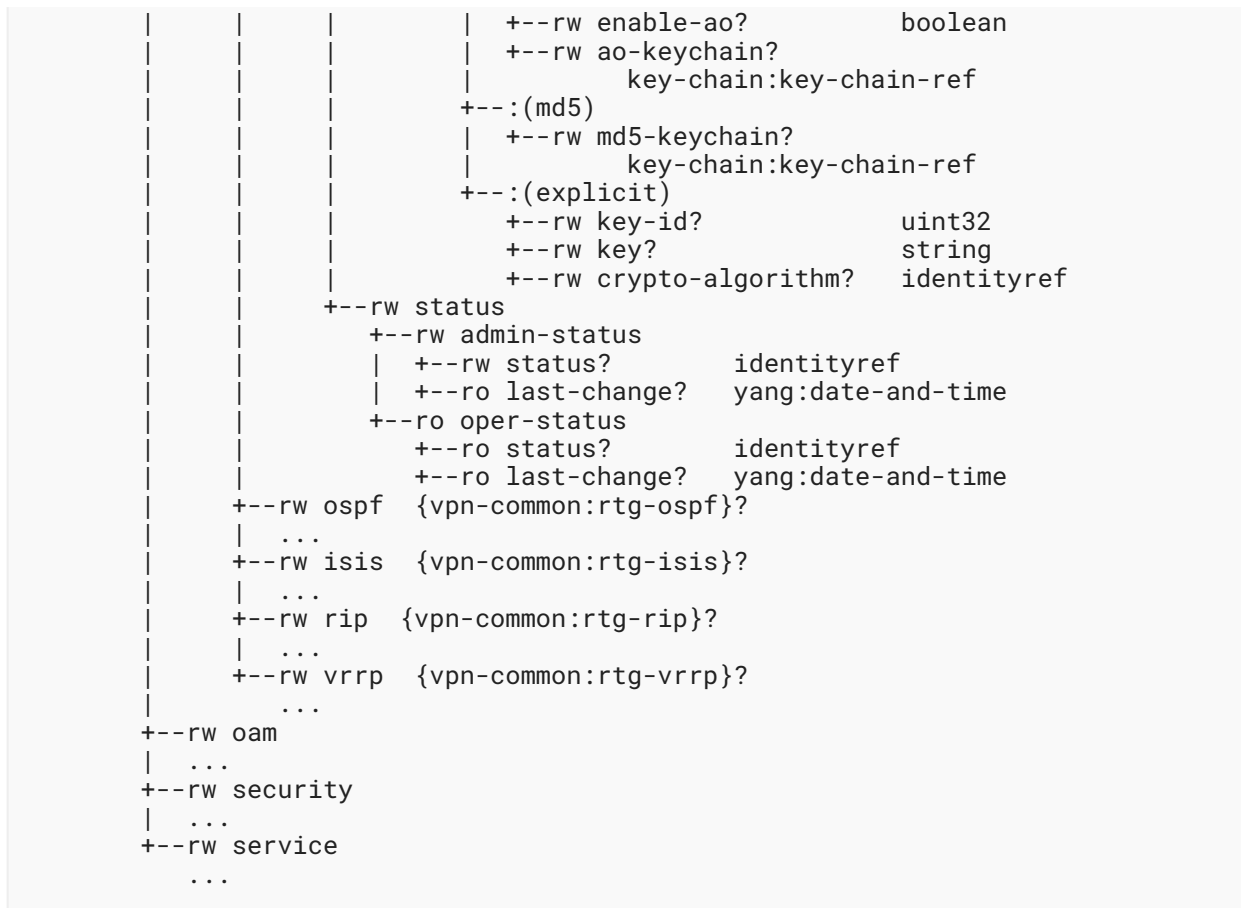 |     |     |        |  +--rw enable-ao?          boolean
|     |     |        |  +--rw ao-keychain?
|     |     |        |          key-chain:key-chain-ref
|     |     |        +--:(md5)
|     |     |        |  +--rw md5-keychain?
|     |     |        |          key-chain:key-chain-ref
|     |     |        +--:(explicit)
|     |     |           +--rw key-id?             uint32
|     |     |           +--rw key?                string
|     |     |           +--rw crypto-algorithm?   identityref
|     |     +--rw status
|     |        +--rw admin-status
|     |        |  +--rw status?        identityref
|     |        |  +--ro last-change?   yang:date-and-time
|     |        +--ro oper-status
|     |           +--ro status?        identityref
|     |           +--ro last-change?   yang:date-and-time
|     +--rw ospf  {vpn-common:rtg-ospf}?
|     |  ...
|     +--rw isis  {vpn-common:rtg-isis}?
|     |  ...
|     +--rw rip  {vpn-common:rtg-rip}?
|     |  ...
|     +--rw vrrp  {vpn-common:rtg-vrrp}?
|        ...
+--rw oam
|  ...
+--rw security
|  ...
+--rw service
   ...